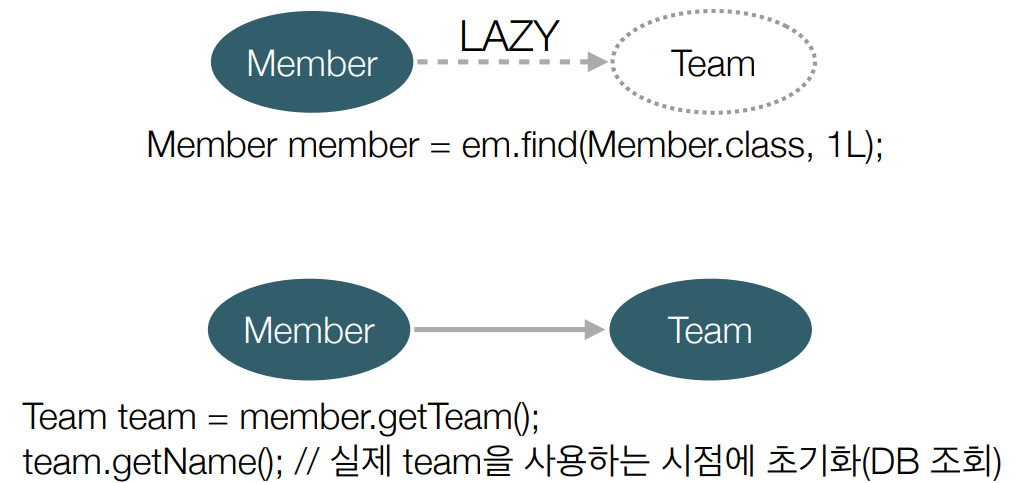 LAZY
Member Team
Member member = em.find(Member.class, 1L);
Member Team
Team team = member.getTeam();
team.getName(); // 실제 team을 사용하는 시점에 초기화(DB 조회)